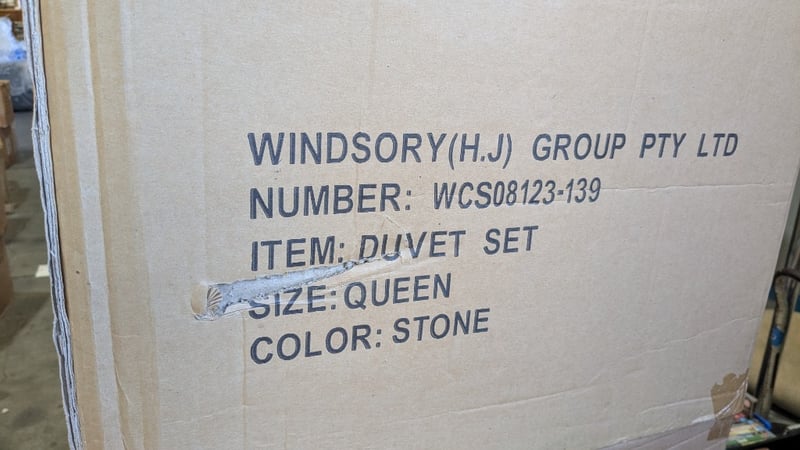 WINDSORY(H.J) GROUP PTY LTD
NUMBER: WCS08123-139
ITEM: DUVET SET
SIZE: QUEEN
COLOR: STONE